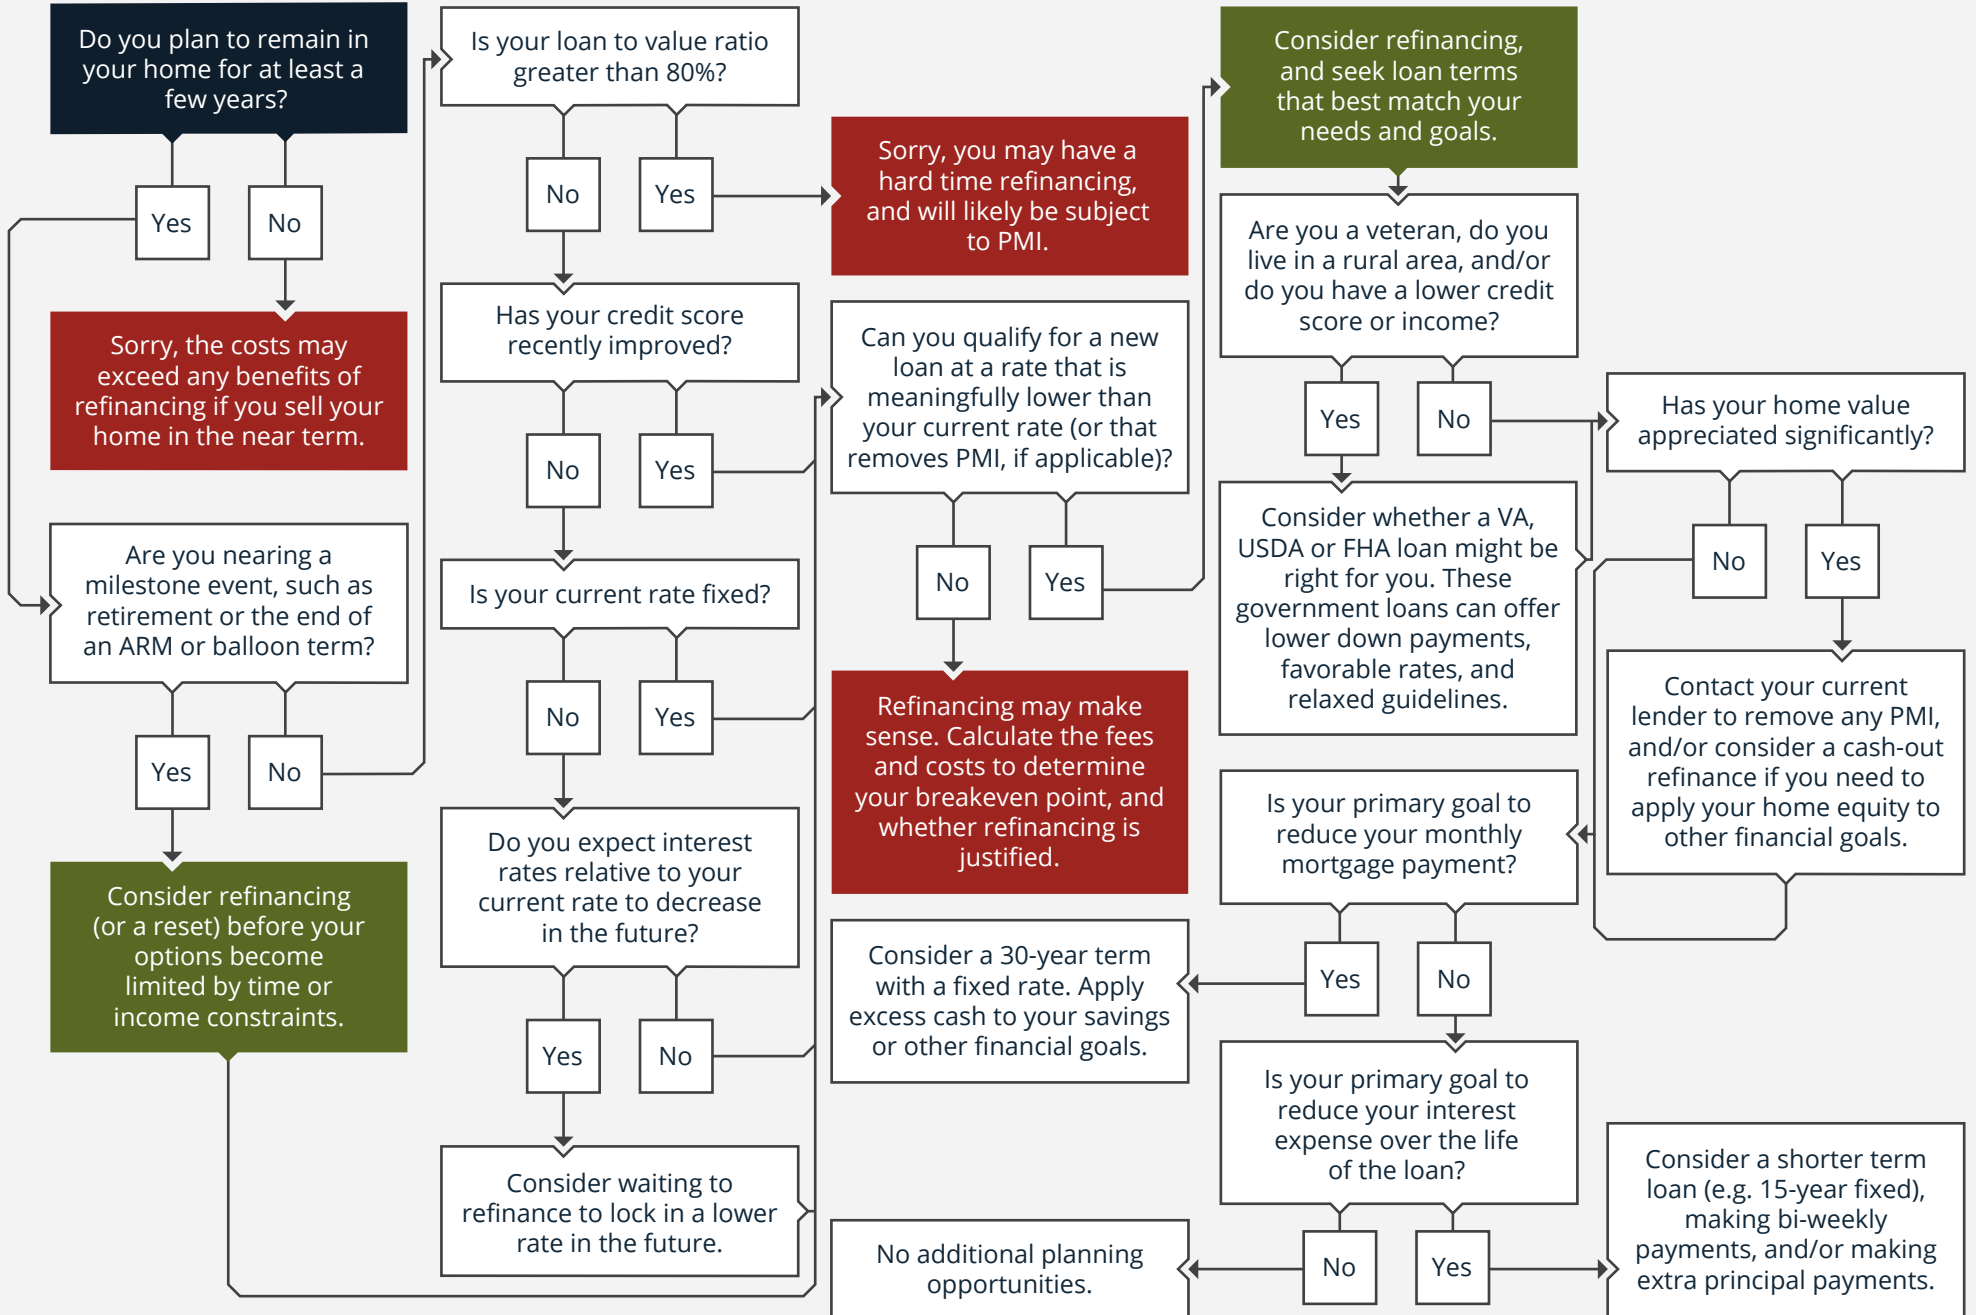 Do you plan to remain in
your home for at least a
few years?
Yes
No
Sorry, the costs may
exceed any benefits of
refinancing if you sell your
home in the near term.
Are you nearing a
milestone event, such as
retirement or the end of
an ARM or balloon term?
Yes
No
Consider refinancing
(or a reset) before your
options become
limited by time or
income constraints.
Is your loan to value ratio
greater than 80%?
No
Yes
Sorry, you may have a
hard time refinancing,
and will likely be subject
to PMI.
Has your credit score
recently improved?
No
Yes
Is your current rate fixed?
No
Yes
Do you expect interest
rates relative to your
current rate to decrease
in the future?
Yes
No
Consider waiting to
refinance to lock in a lower
rate in the future.
Can you qualify for a new
loan at a rate that is
meaningfully lower than
your current rate (or that
removes PMI, if applicable)?
No
Yes
Refinancing may make
sense. Calculate the fees
and costs to determine
your breakeven point, and
whether refinancing is
justified.
Consider refinancing,
and seek loan terms
that best match your
needs and goals.
Are you a veteran, do you
live in a rural area, and/or
do you have a lower credit
score or income?
Yes
No
Consider whether a VA,
USDA or FHA loan might be
right for you. These
government loans can offer
lower down payments,
favorable rates, and
relaxed guidelines.
Has your home value
appreciated significantly?
No
Yes
Contact your current
lender to remove any PMI,
and/or consider a cash-out
refinance if you need to
apply your home equity to
other financial goals.
Is your primary goal to
reduce your monthly
mortgage payment?
Yes
No
Consider a 30-year term
with a fixed rate. Apply
excess cash to your savings
or other financial goals.
Is your primary goal to
reduce your interest
expense over the life
of the loan?
No
Yes
No additional planning
opportunities.
Consider a shorter term
loan (e.g. 15-year fixed),
making bi-weekly
payments, and/or making
extra principal payments.